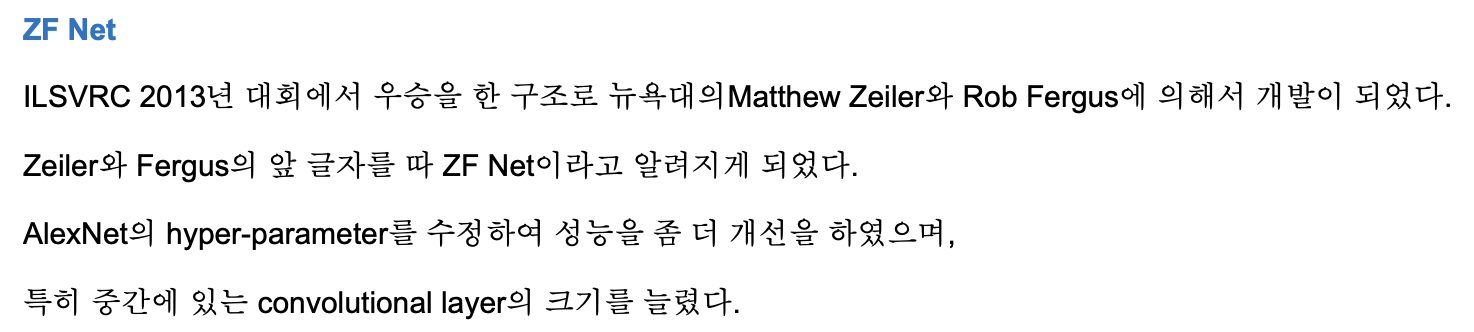 ZF Net
ILSVRC 2013년 대회에서 우승을 한 구조로 뉴욕대의Matthew Zeiler와 Rob Fergus에 의해서 개발이 되었다.
Zeiler와 Fergus의 앞 글자를 따 ZF Net이라고 알려지게 되었다.
AlexNet의 hyper-parameter를 수정하여 성능을 좀 더 개선을 하였으며,
특히 중간에 있는 convolutional layer의 크기를 늘렸다.